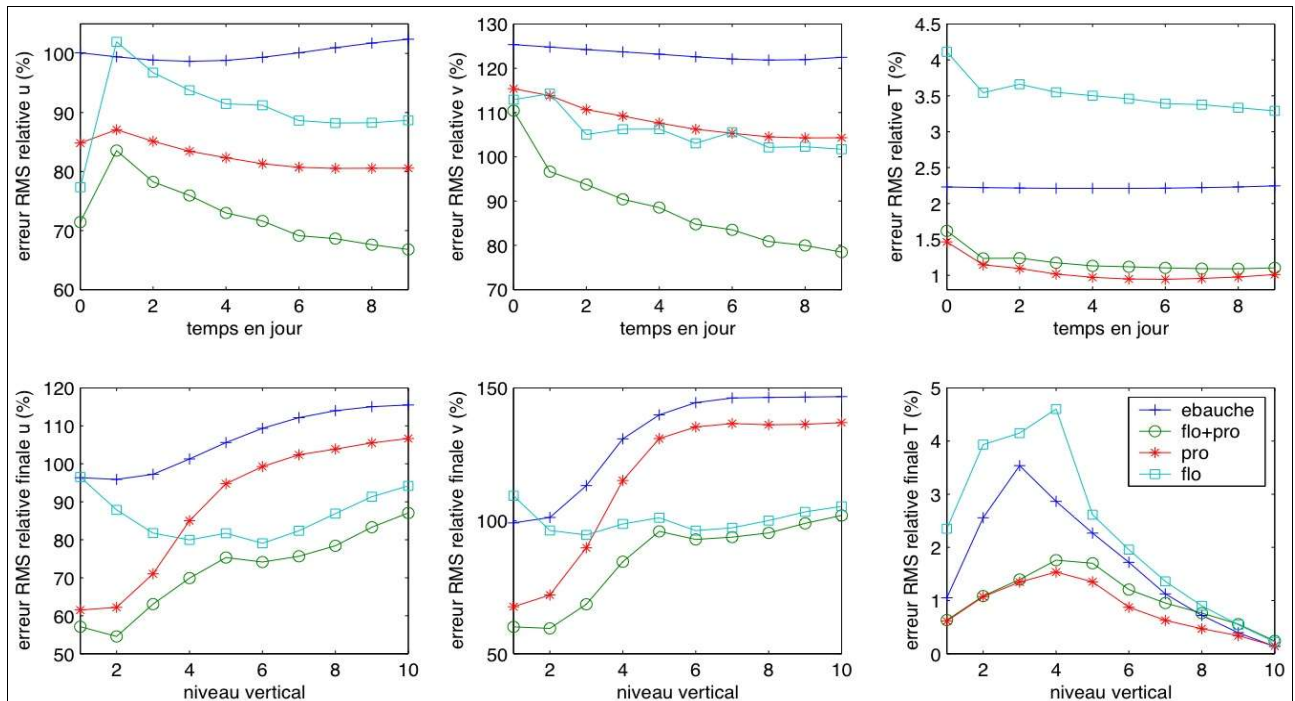 erreur RMS relative u (%)
100
90
80
70
60
0 2 4 6 8
temps en jour
erreur RMS relative v (%)
130
120
110
100
90
80
70
0 2 4 6 8
temps en jour
erreur RMS relative T (%)
4.5
4
3.5
3
2.5
2
1.5
1
0 2 4 6 8
temps en jour
erreur RMS relative finale u (%)
120
110
100
90
80
70
60
50
2 4 6 8 10
niveau vertical
erreur RMS relative finale v (%)
150
100
50
2 4 6 8 10
niveau vertical
erreur RMS relative finale T (%)
5
4
3
2
1
0
2 4 6 8 10
niveau vertical
ebauche
flo+pro
pro
flo